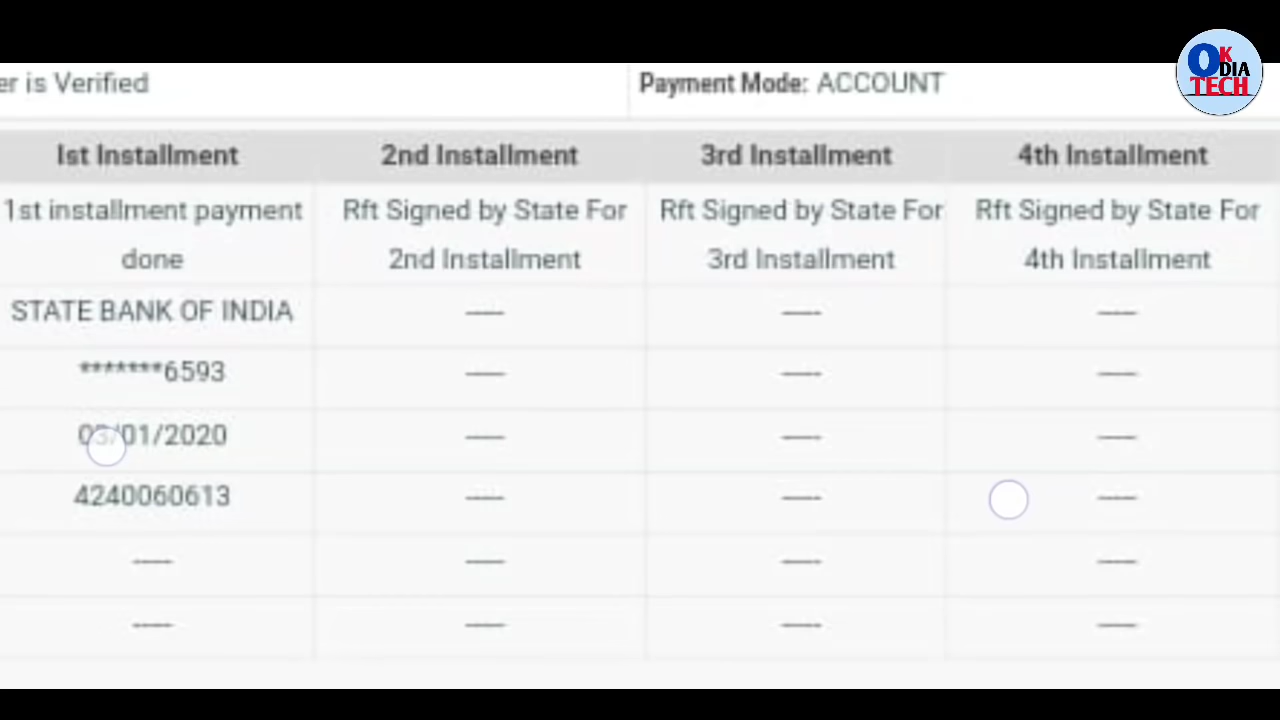 er is Verified
Payment Mode: ACCOUNT
Ist Installment
2nd Installment
3rd Installment
4th Installment
1st installment payment
done
Rft Signed by State For
2nd Installment
Rft Signed by State For
3rd Installment
Rft Signed by State For
4th Installment
STATE BANK OF INDIA
----
----
----
*******6593
----
----
----
03/01/2020
----
----
----
4240060613
----
----
----
----
----
----
----
----
----
----
----
OK
DIA
TECH